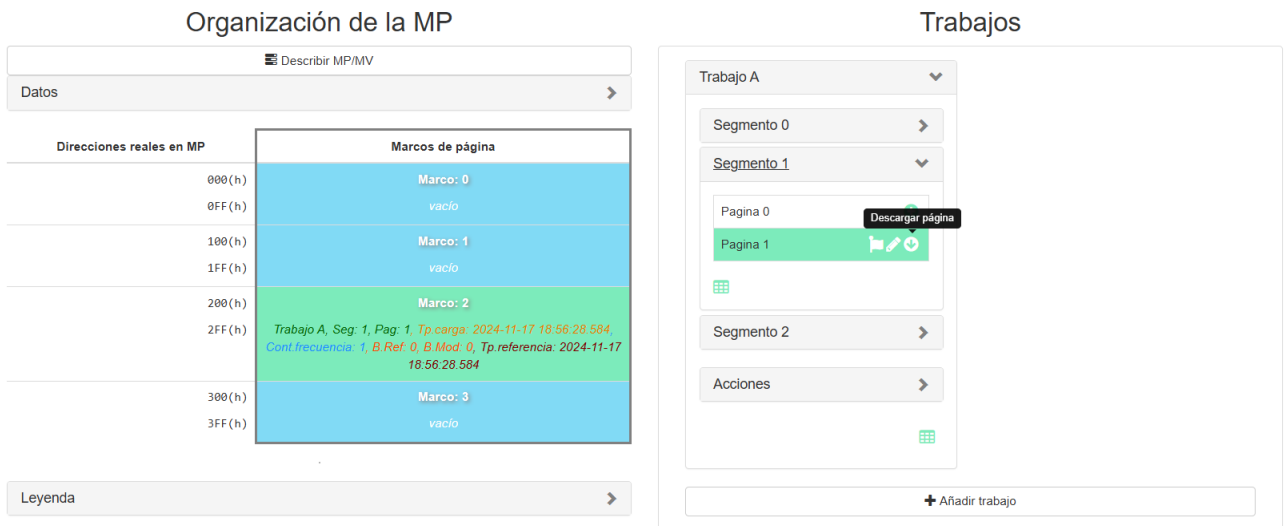 Organización de la MP
Describir MP/MV
Datos
Direcciones reales en MP
Marcos de página
000(h)
0FF(h)
Marco: 0
vacío
100(h)
1FF(h)
Marco: 1
vacío
200(h)
2FF(h)
Marco: 2
Trabajo A, Seg: 1, Pag: 1, Tp.carga: 2024-11-17 18:56:28.584,
Cont.frecuencia: 1, B.Ref: 0, B.Mod: 0, Tp.referencia: 2024-11-17
18:56:28.584
300(h)
3FF(h)
Marco: 3
vacío
Leyenda
Trabajos
Trabajo A
Segmento 0
Segmento 1
Pagina 0
Descargar página
Pagina 1
Segmento 2
Acciones
Añadir trabajo